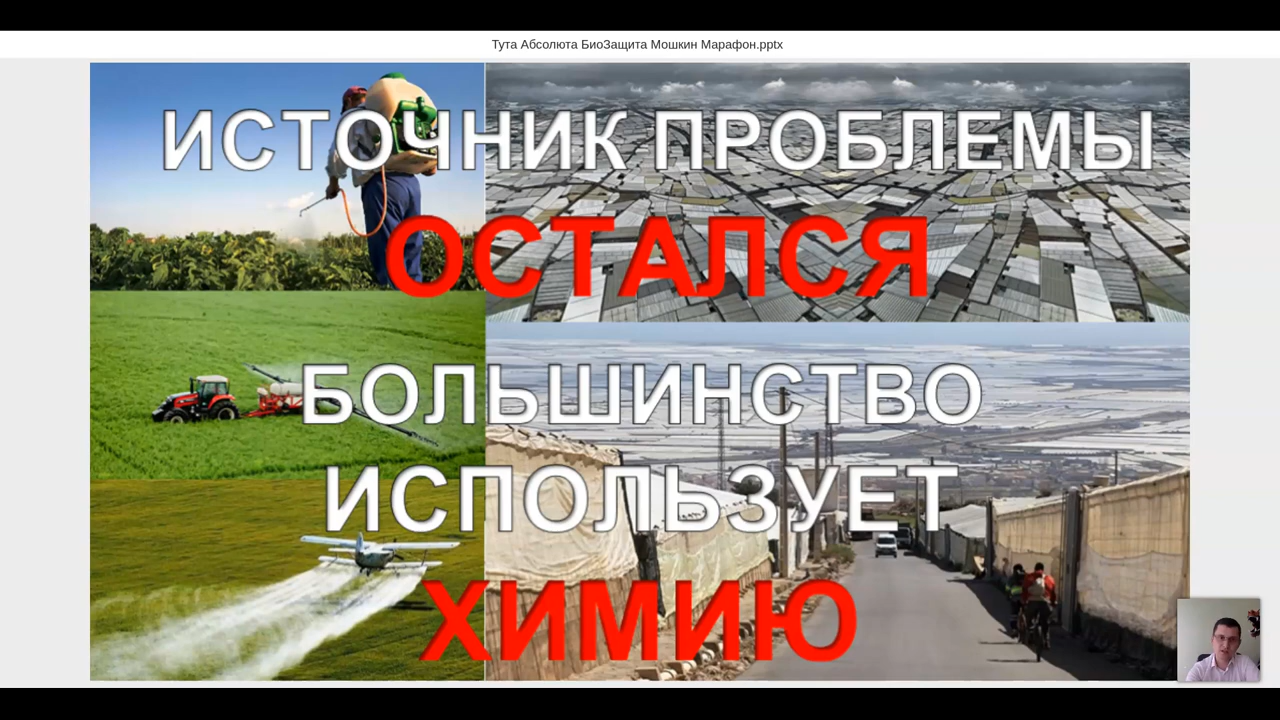 Тута Абсолюта БиоЗащита Мошкин Марафон.pptx
ИСТОЧНИК ПРОБЛЕМЫ
ОСТАЛСЯ
БОЛЬШИНСТВО
ИСПОЛЬЗУЕТ
ХИМИЮ